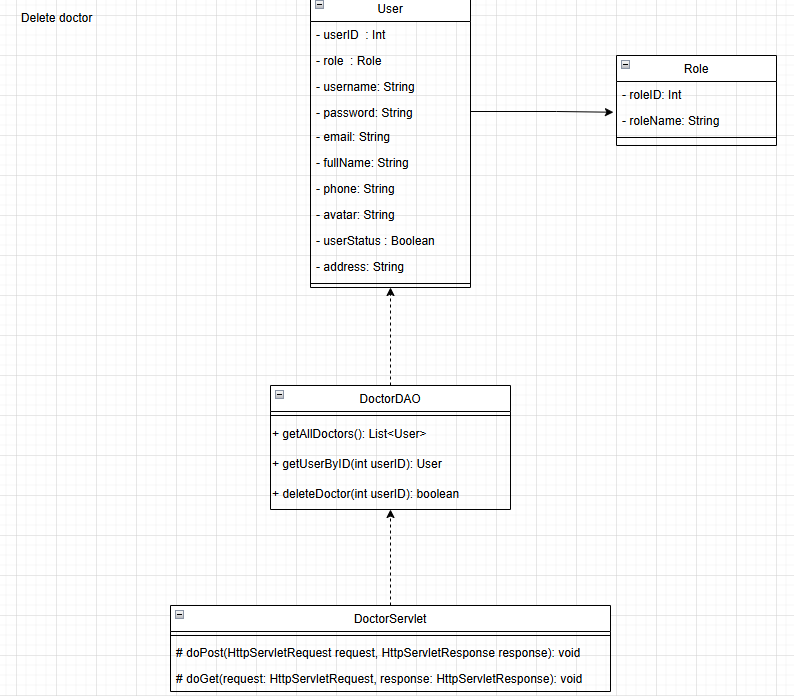 Delete doctor
User
- userID : Int
- role : Role
- username: String
- password: String
- email: String
- fullName: String
- phone: String
- avatar: String
- userStatus : Boolean
- address: String
Role
- roleID: Int
- roleName: String
DoctorDAO
+ getAllDoctors(): List<User>
+ getUserByID(int userID): User
+ deleteDoctor(int userID): boolean
DoctorServlet
# doPost(HttpServletRequest request, HttpServletResponse response): void
# doGet(request: HttpServletRequest, response: HttpServletResponse): void